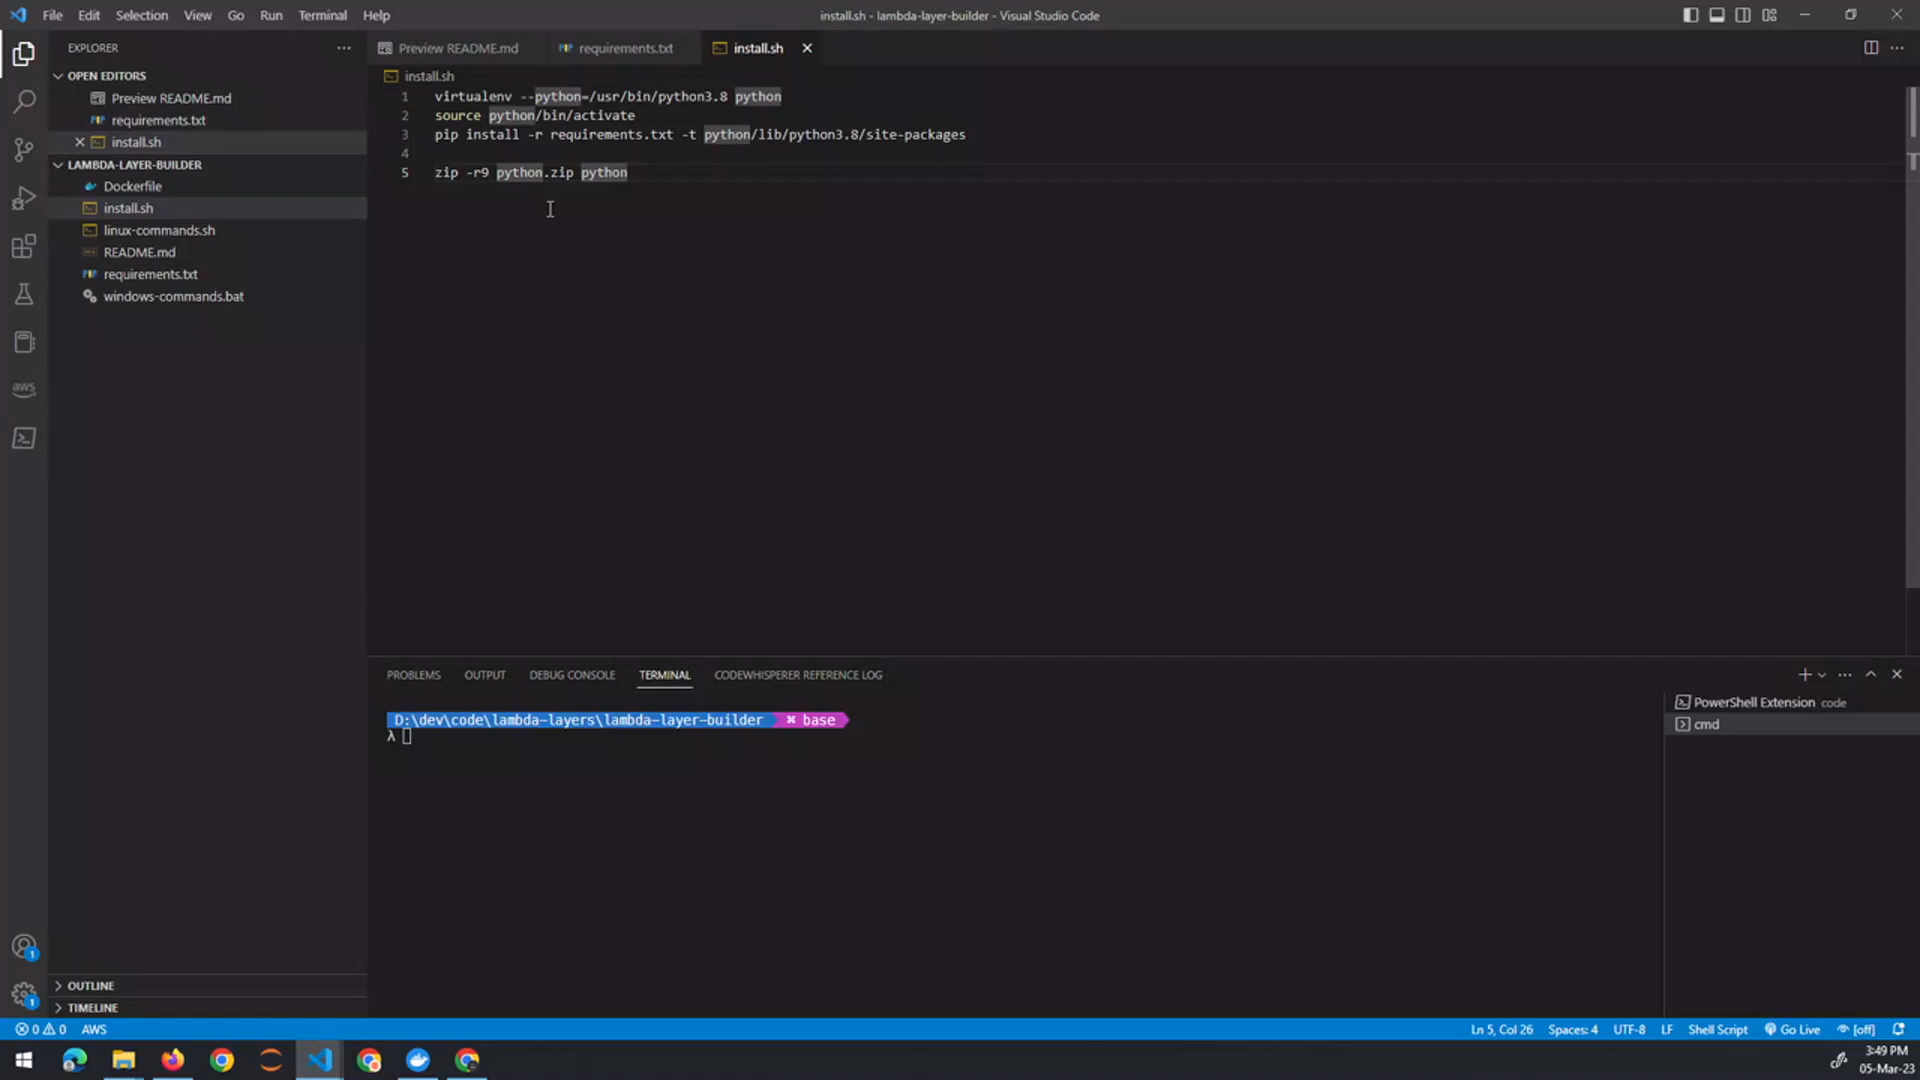 File Edit Selection View Go Run Terminal Help
install.sh - lambda-layer-builder - Visual Studio Code
EXPLORER
OPEN EDITORS
Preview README.md
requirements.txt
install.sh
LAMBDA-LAYER-BUILDER
Dockerfile
install.sh
linux-commands.sh
README.md
requirements.txt
windows-commands.bat
aws
OUTLINE
TIMELINE
Preview README.md requirements.txt install.sh
install.sh
1 virtualenv --python=/usr/bin/python3.8 python
2 source python/bin/activate
3 pip install -r requirements.txt -t python/lib/python3.8/site-packages
4
5 zip -r9 python.zip python
PROBLEMS OUTPUT DEBUG CONSOLE TERMINAL CODEWHISPERER REFERENCE LOG
D:\dev\code\lambda-layers\lambda-layer-builder ⌘ base
λ
PowerShell Extension code
cmd
1
1
0 0 AWS
Ln 5, Col 26 Spaces: 4 UTF-8 LF Shell Script Go Live [off]
3:49 PM
05-Mar-23